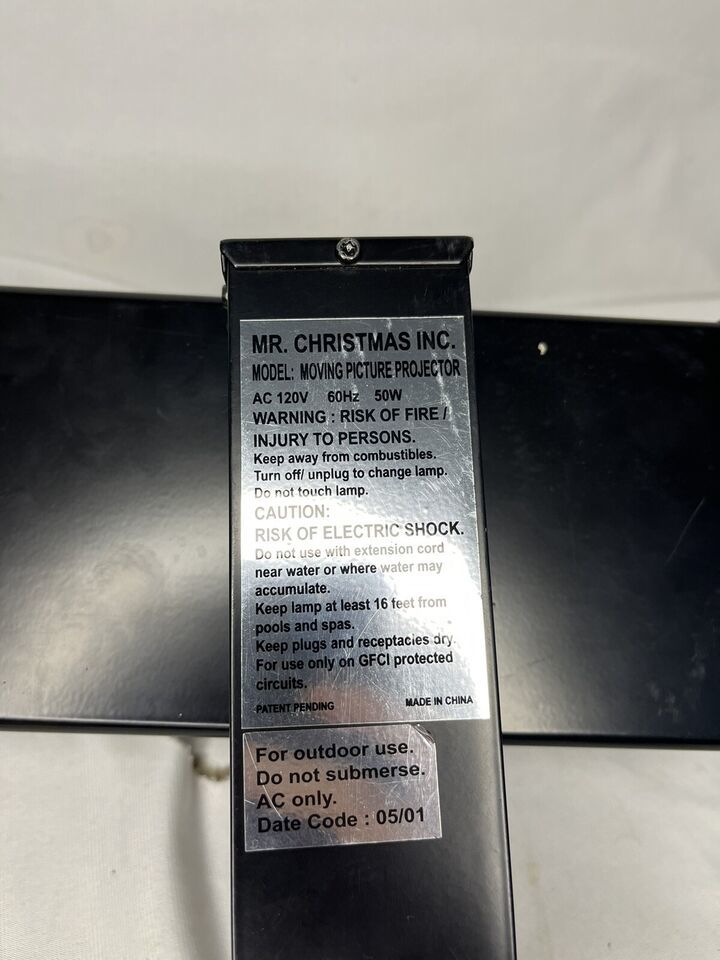 MR. CHRISTMAS INC.
MODEL: MOVING PICTURE PROJECTOR
AC 120V 60Hz 50W
WARNING : RISK OF FIRE /
INJURY TO PERSONS.
Keep away from combustibles.
Turn off/ unplug to change lamp.
Do not touch lamp.
CAUTION:
RISK OF ELECTRIC SHOCK.
Do not use with extension cord
near water or where water may
accumulate.
Keep lamp at least 16 feet from
pools and spas.
Keep plugs and receptacles dry.
For use only on GFCI protected
circuits.
PATENT PENDING MADE IN CHINA
For outdoor use.
Do not submerse.
AC only.
Date Code : 05/01